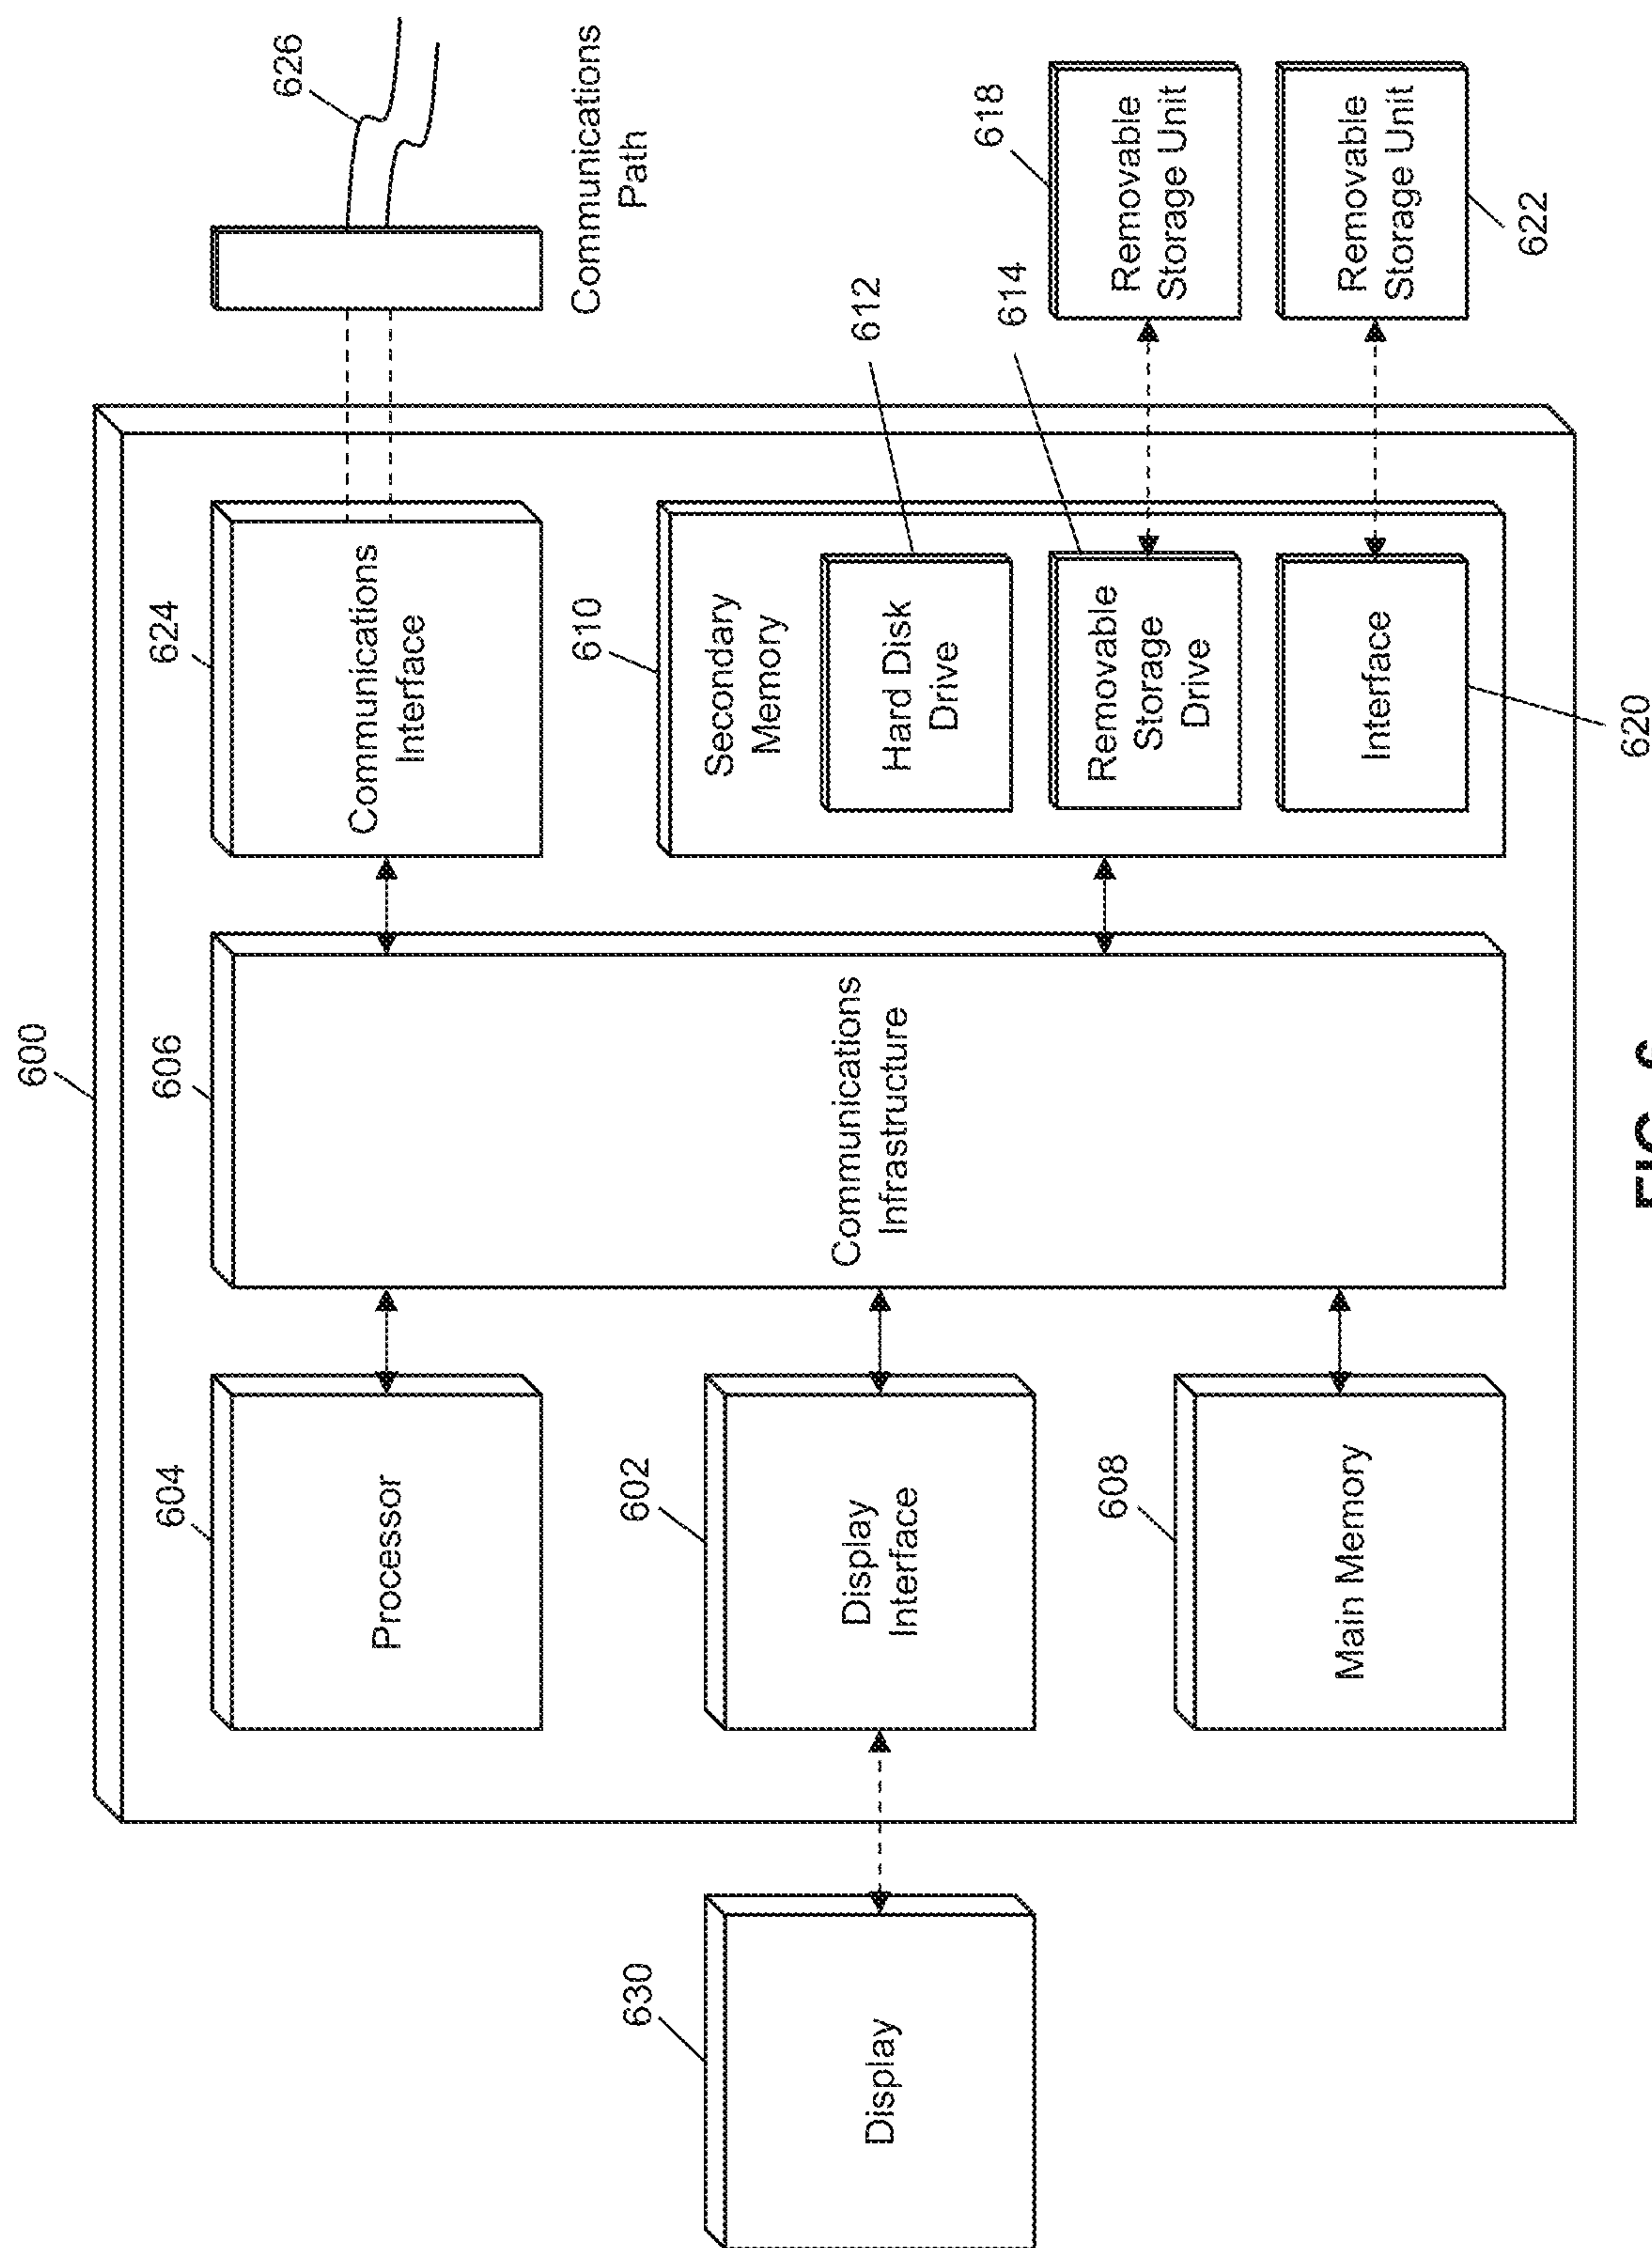 600
604
Processor
606
Communications
Infrastructure
624
Communications
Interface
626
Communications
Path
630
Display
602
Display
Interface
608
Main Memory
610
Secondary
Memory
612
Hard Disk
Drive
614
Removable
Storage
Drive
618
Removable
Storage Unit
Interface
620
Removable
Storage Unit
622